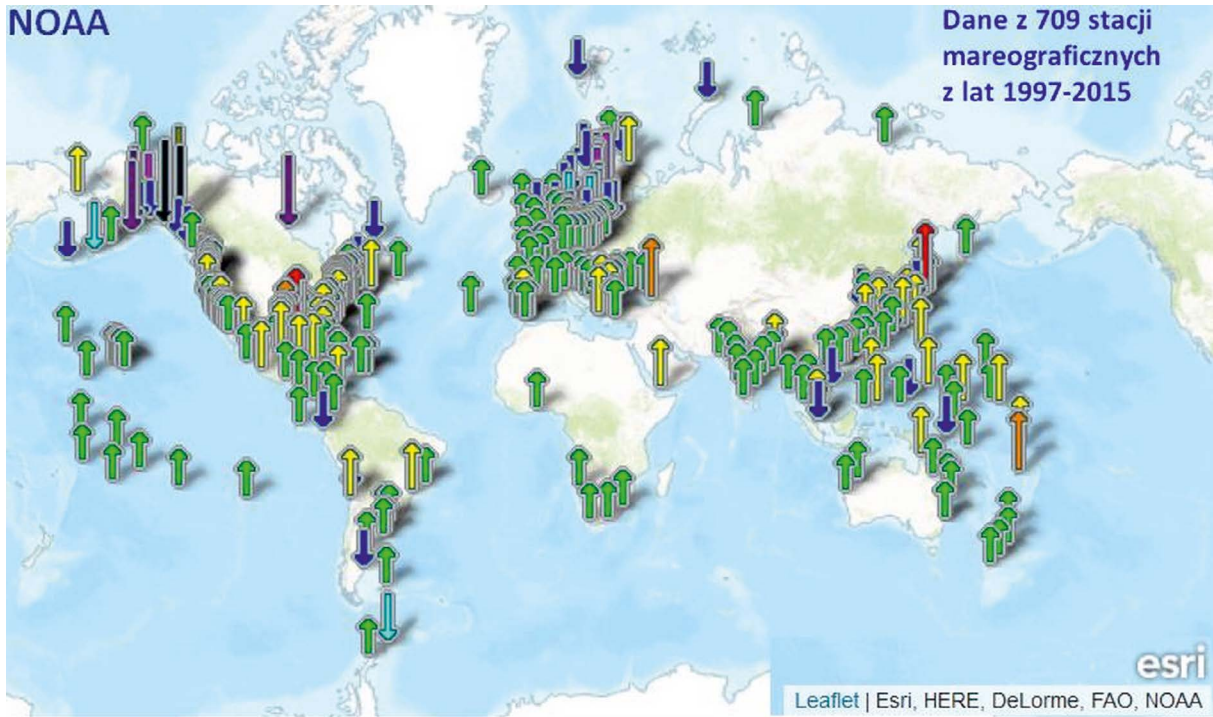 NOAA
Dane z 709 stacji
mareograficznych
z lat 1997-2015
esri
Leaflet | Esri, HERE, DeLorme, FAO, NOAA